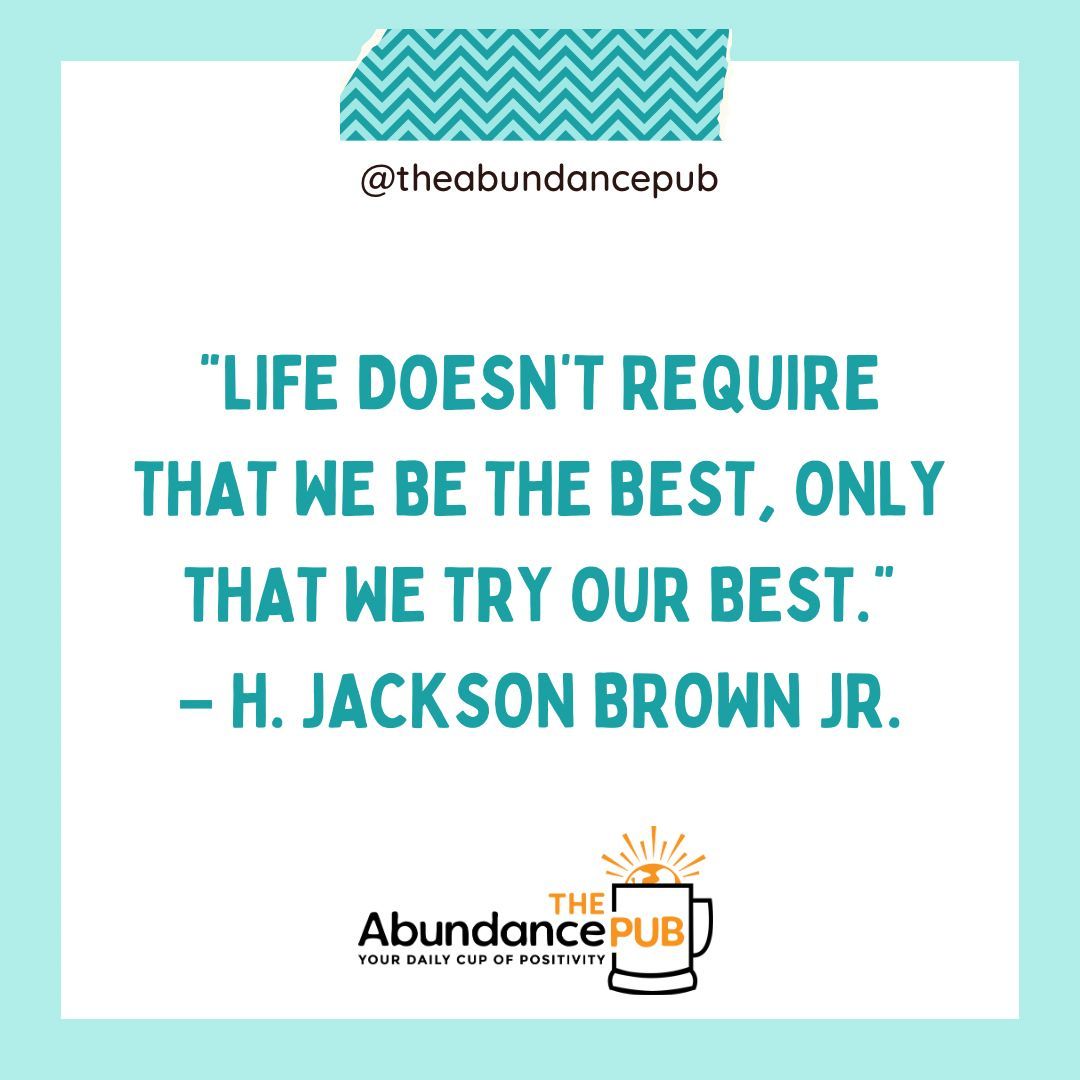 @theabundancepub
"LIFE DOESN'T REQUIRE
THAT WE BE THE BEST, ONLY
THAT WE TRY OUR BEST."
– H. JACKSON BROWN JR.
THE
AbundancePUB
YOUR DAILY CUP OF POSITIVITY